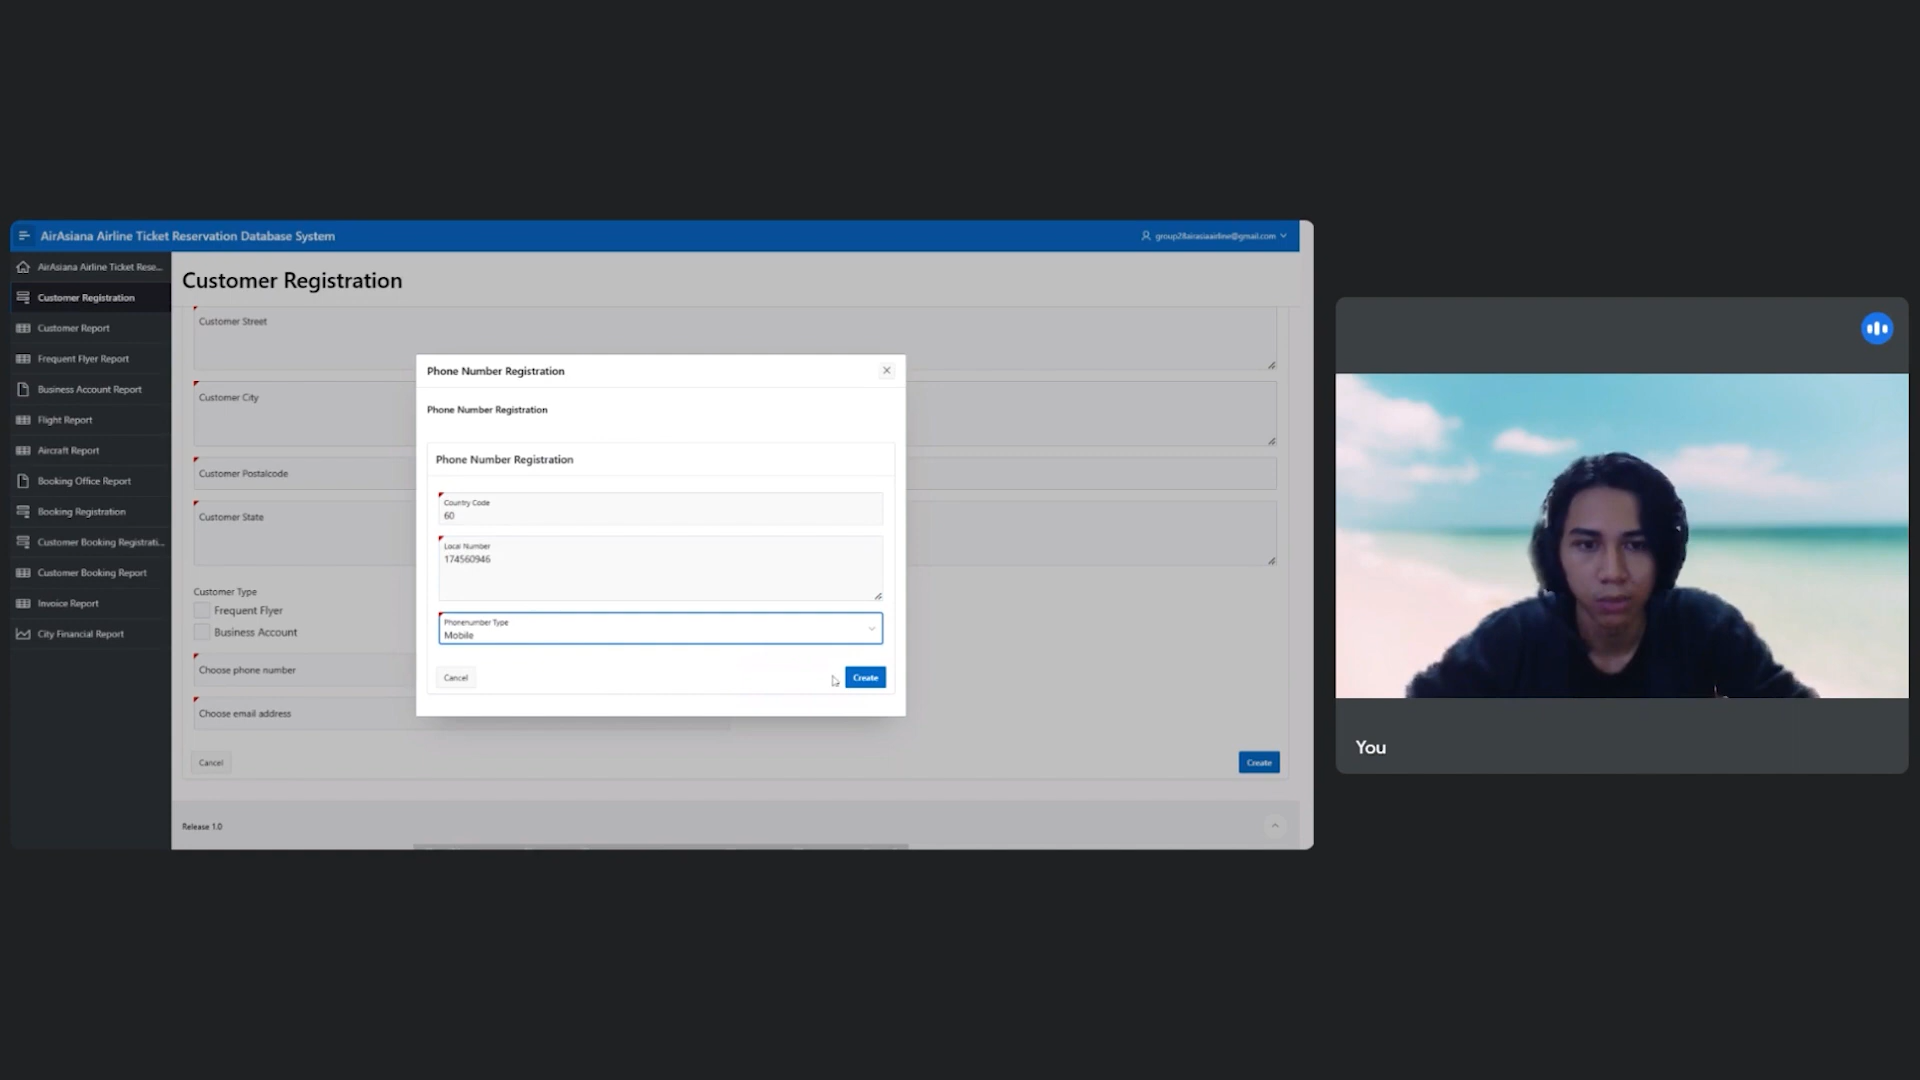 AirAsiana Airline Ticket Reservation Database System
group28airasiaairline@gmail.com
AirAsiana Airline Ticket Rese...
Customer Registration
Customer Report
Frequent Flyer Report
Business Account Report
Flight Report
Aircraft Report
Booking Office Report
Booking Registration
Customer Booking Registrati...
Customer Booking Report
Invoice Report
City Financial Report
Customer Registration
Customer Street
Customer City
Customer Postalcode
Customer State
Customer Type
Frequent Flyer
Business Account
Choose phone number
Choose email address
Cancel
Create
Release 1.0
Phone Number Registration
Phone Number Registration
Phone Number Registration
Country Code
60
Local Number
174560946
Phonenumber Type
Mobile
Cancel
Create
You